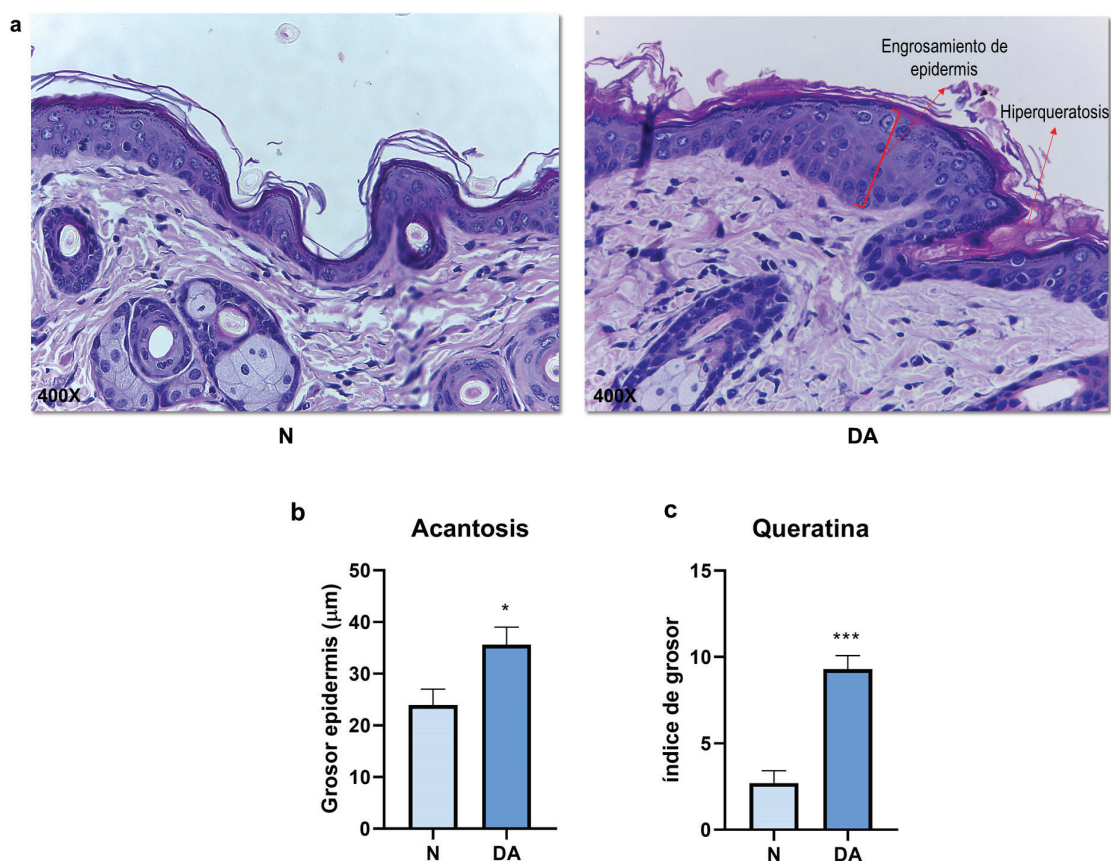 a
Engrosamiento de
epidermis
Hiperqueratosis
400X
400X
N
DA
b
Acantosis
Grosor epidermis (μm)
50
40
30
20
10
0
*
N
DA
c
Queratina
índice de grosor
15
10
5
0
***
N
DA